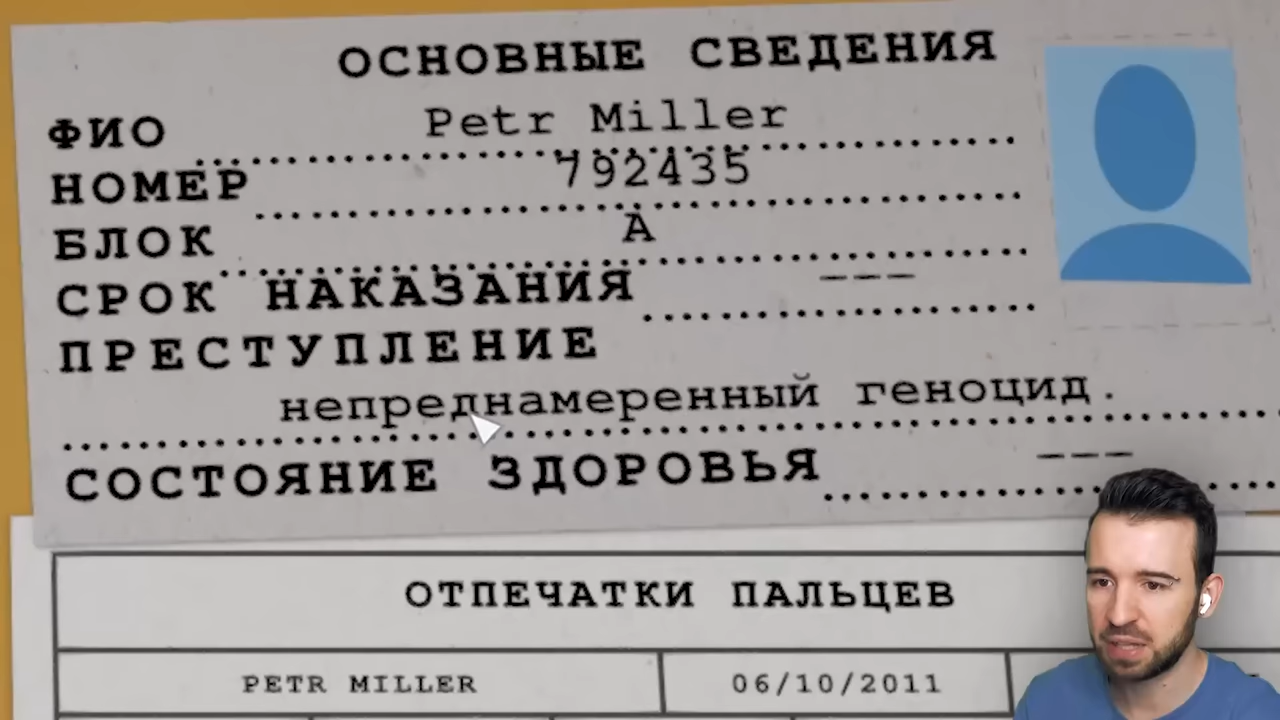 ОСНОВНЫЕ СВЕДЕНИЯ
ФИО Petr Miller
НОМЕР 792435
БЛОК А
СРОК НАКАЗАНИЯ ---
ПРЕСТУПЛЕНИЕ
непреднамеренный геноцид.
СОСТОЯНИЕ ЗДОРОВЬЯ ---
ОТПЕЧАТКИ ПАЛЬЦЕВ
PETR MILLER 06/10/2011